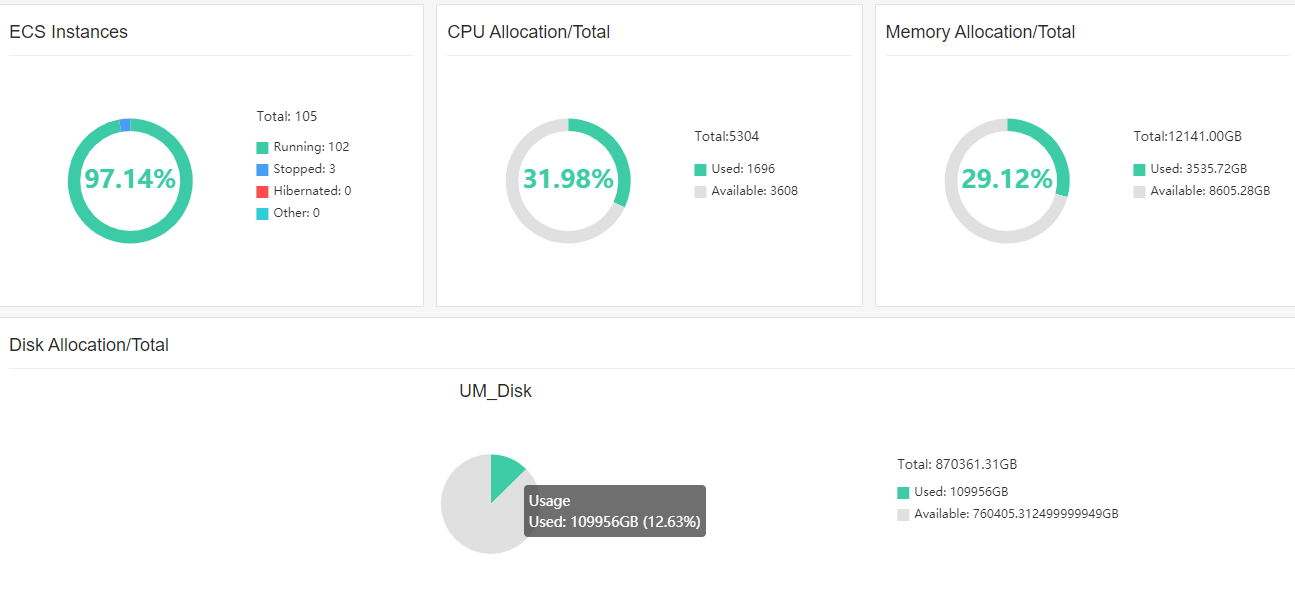 ECS Instances
97.14%
Total: 105
Running: 102
Stopped: 3
Hibernated: 0
Other: 0
CPU Allocation/Total
31.98%
Total:5304
Used: 1696
Available: 3608
Memory Allocation/Total
29.12%
Total:12141.00GB
Used: 3535.72GB
Available: 8605.28GB
Disk Allocation/Total
UM_Disk
Usage
Used: 109956GB (12.63%)
Total: 870361.31GB
Used: 109956GB
Available: 760405.312499999949GB